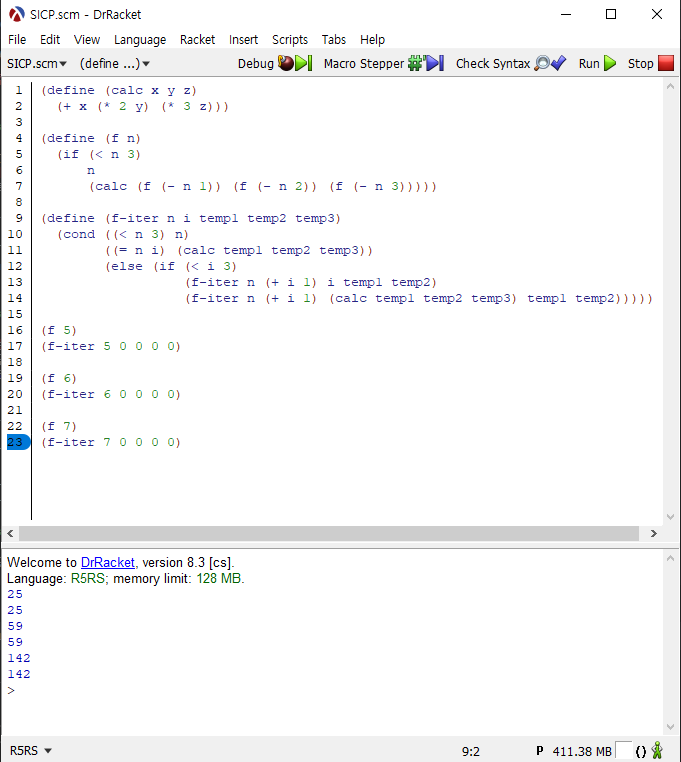 SICP.scm - DrRacket
File Edit View Language Racket Insert Scripts Tabs Help
SICP.scm (define ...) Debug Macro Stepper Check Syntax Run Stop
1 (define (calc x y z)
2   (+ x (* 2 y) (* 3 z)))
3
4 (define (f n)
5   (if (< n 3)
6       n
7       (calc (f (- n 1)) (f (- n 2)) (f (- n 3)))))
8
9 (define (f-iter n i temp1 temp2 temp3)
10   (cond ((< n 3) n)
11         ((= n i) (calc temp1 temp2 temp3))
12         (else (if (< i 3)
13                   (f-iter n (+ i 1) i temp1 temp2)
14                   (f-iter n (+ i 1) (calc temp1 temp2 temp3) temp1 temp2)))))
15
16 (f 5)
17 (f-iter 5 0 0 0 0)
18
19 (f 6)
20 (f-iter 6 0 0 0 0)
21
22 (f 7)
23 (f-iter 7 0 0 0 0)
Welcome to DrRacket, version 8.3 [cs].
Language: R5RS; memory limit: 128 MB.
25
25
59
59
142
142
>
R5RS 9:2 P 411.38 MB ()